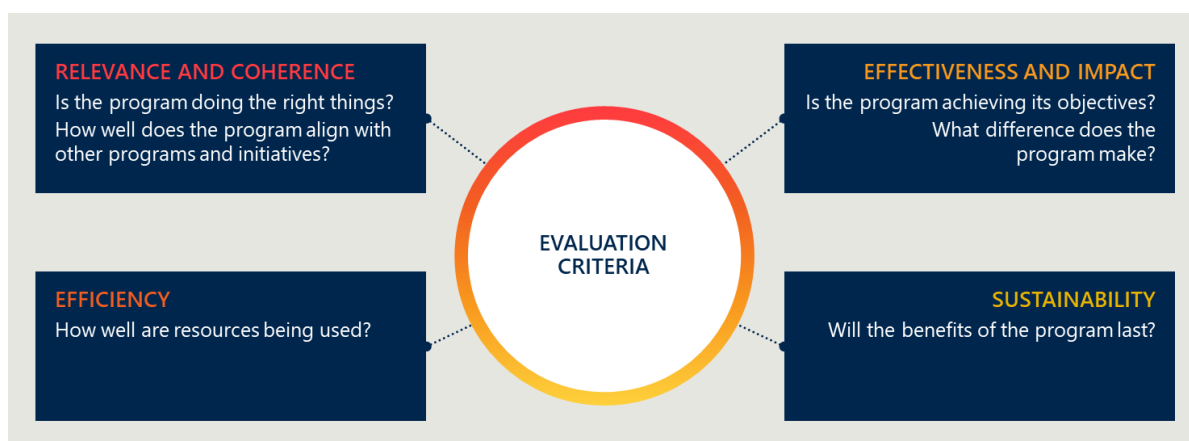 RELEVANCE AND COHERENCE
Is the program doing the right things?
How well does the program align with
other programs and initiatives?
EFFECTIVENESS AND IMPACT
Is the program achieving its objectives?
What difference does the
program make?
EVALUATION
CRITERIA
EFFICIENCY
How well are resources being used?
SUSTAINABILITY
Will the benefits of the program last?